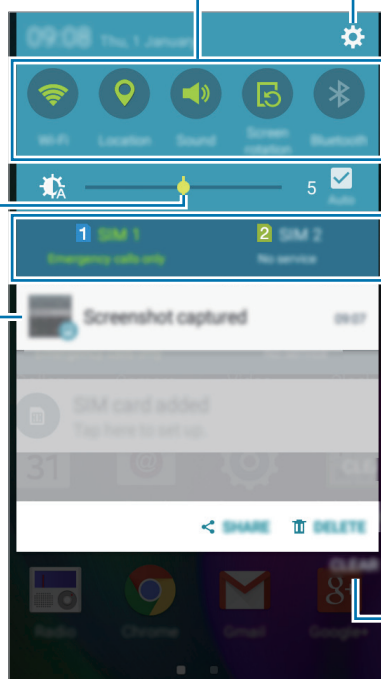 09:08 Thu, 1 January
Wi-Fi Location Sound Screen rotation Bluetooth
A 5 Auto
1 SIM 1 2 SIM 2
Emergency calls only No service
Screenshot captured 09:07
SIM card added
Tap here to set up.
31 @
SHARE DELETE
CLEAR
8+
Radio Chrome Gmail Google+